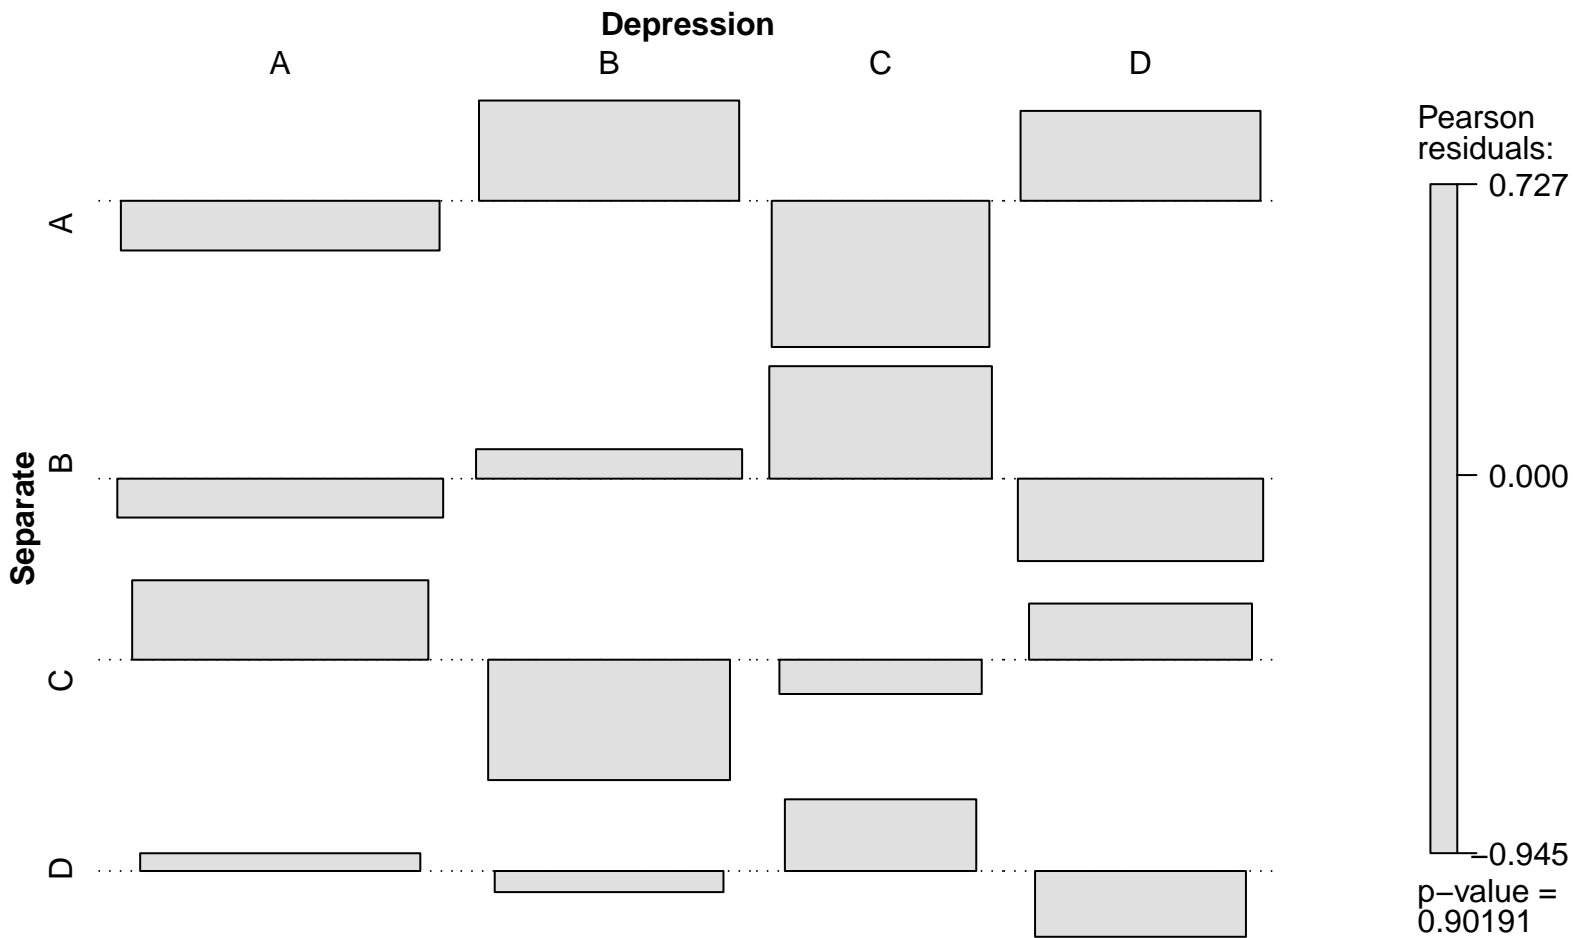 Depression
A B C D
Separate
A
B
C
D
Pearson
residuals:
0.727
0.000
−0.945
p−value =
0.90191